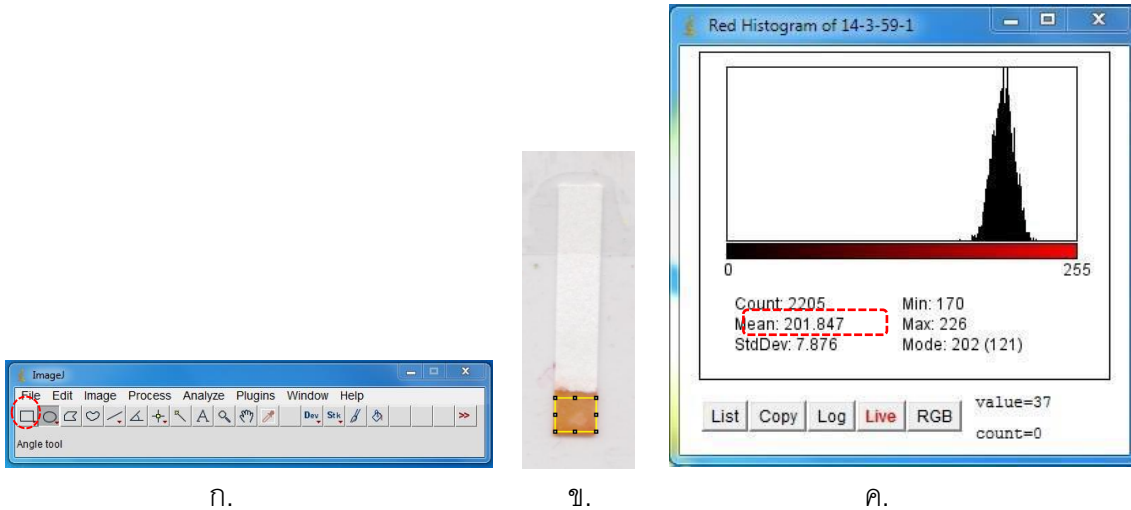 ImageJ
File Edit Image Process Analyze Plugins Window Help
Dev Stk >>
Angle tool
ก.
ข.
Red Histogram of 14-3-59-1
0 255
Count: 2205 Min: 170
Mean: 201.847 Max: 226
StdDev: 7.876 Mode: 202 (121)
List Copy Log Live RGB value=37
count=0
ค.